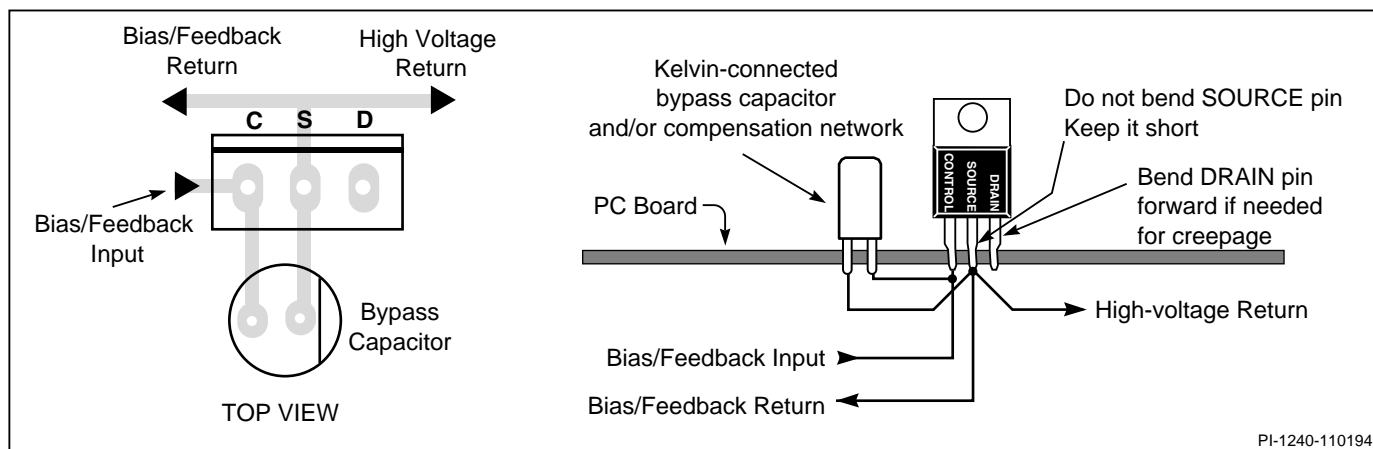 Bias/Feedback
Return
High Voltage
Return
C
S
D
Bias/Feedback
Input
Bypass
Capacitor
TOP VIEW
Kelvin-connected
bypass capacitor
and/or compensation network
PC Board
CONTROL
SOURCE
DRAIN
Do not bend SOURCE pin
Keep it short
Bend DRAIN pin
forward if needed
for creepage
High-voltage Return
Bias/Feedback Input
Bias/Feedback Return
PI-1240-110194